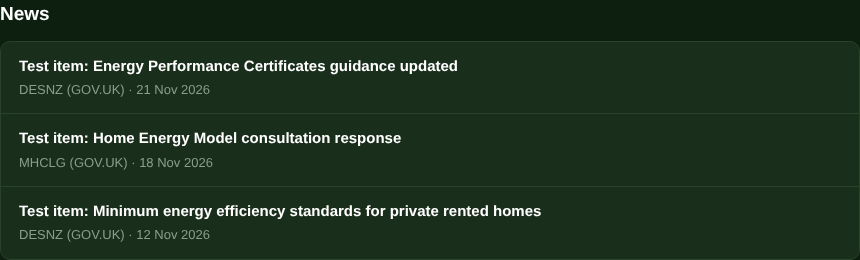 News
Test item: Energy Performance Certificates guidance updated
DESNZ (GOV.UK) · 21 Nov 2026
Test item: Home Energy Model consultation response
MHCLG (GOV.UK) · 18 Nov 2026
Test item: Minimum energy efficiency standards for private rented homes
DESNZ (GOV.UK) · 12 Nov 2026